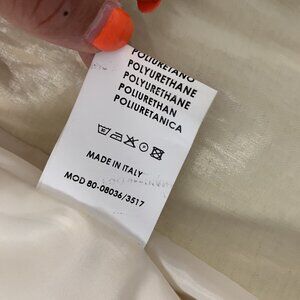 POLIURETANO
POLYURETHANE
POLYURETHANE
POLIURETHAN
POLIURETANICA
MADE IN ITALY
MOD 80-08036/3517